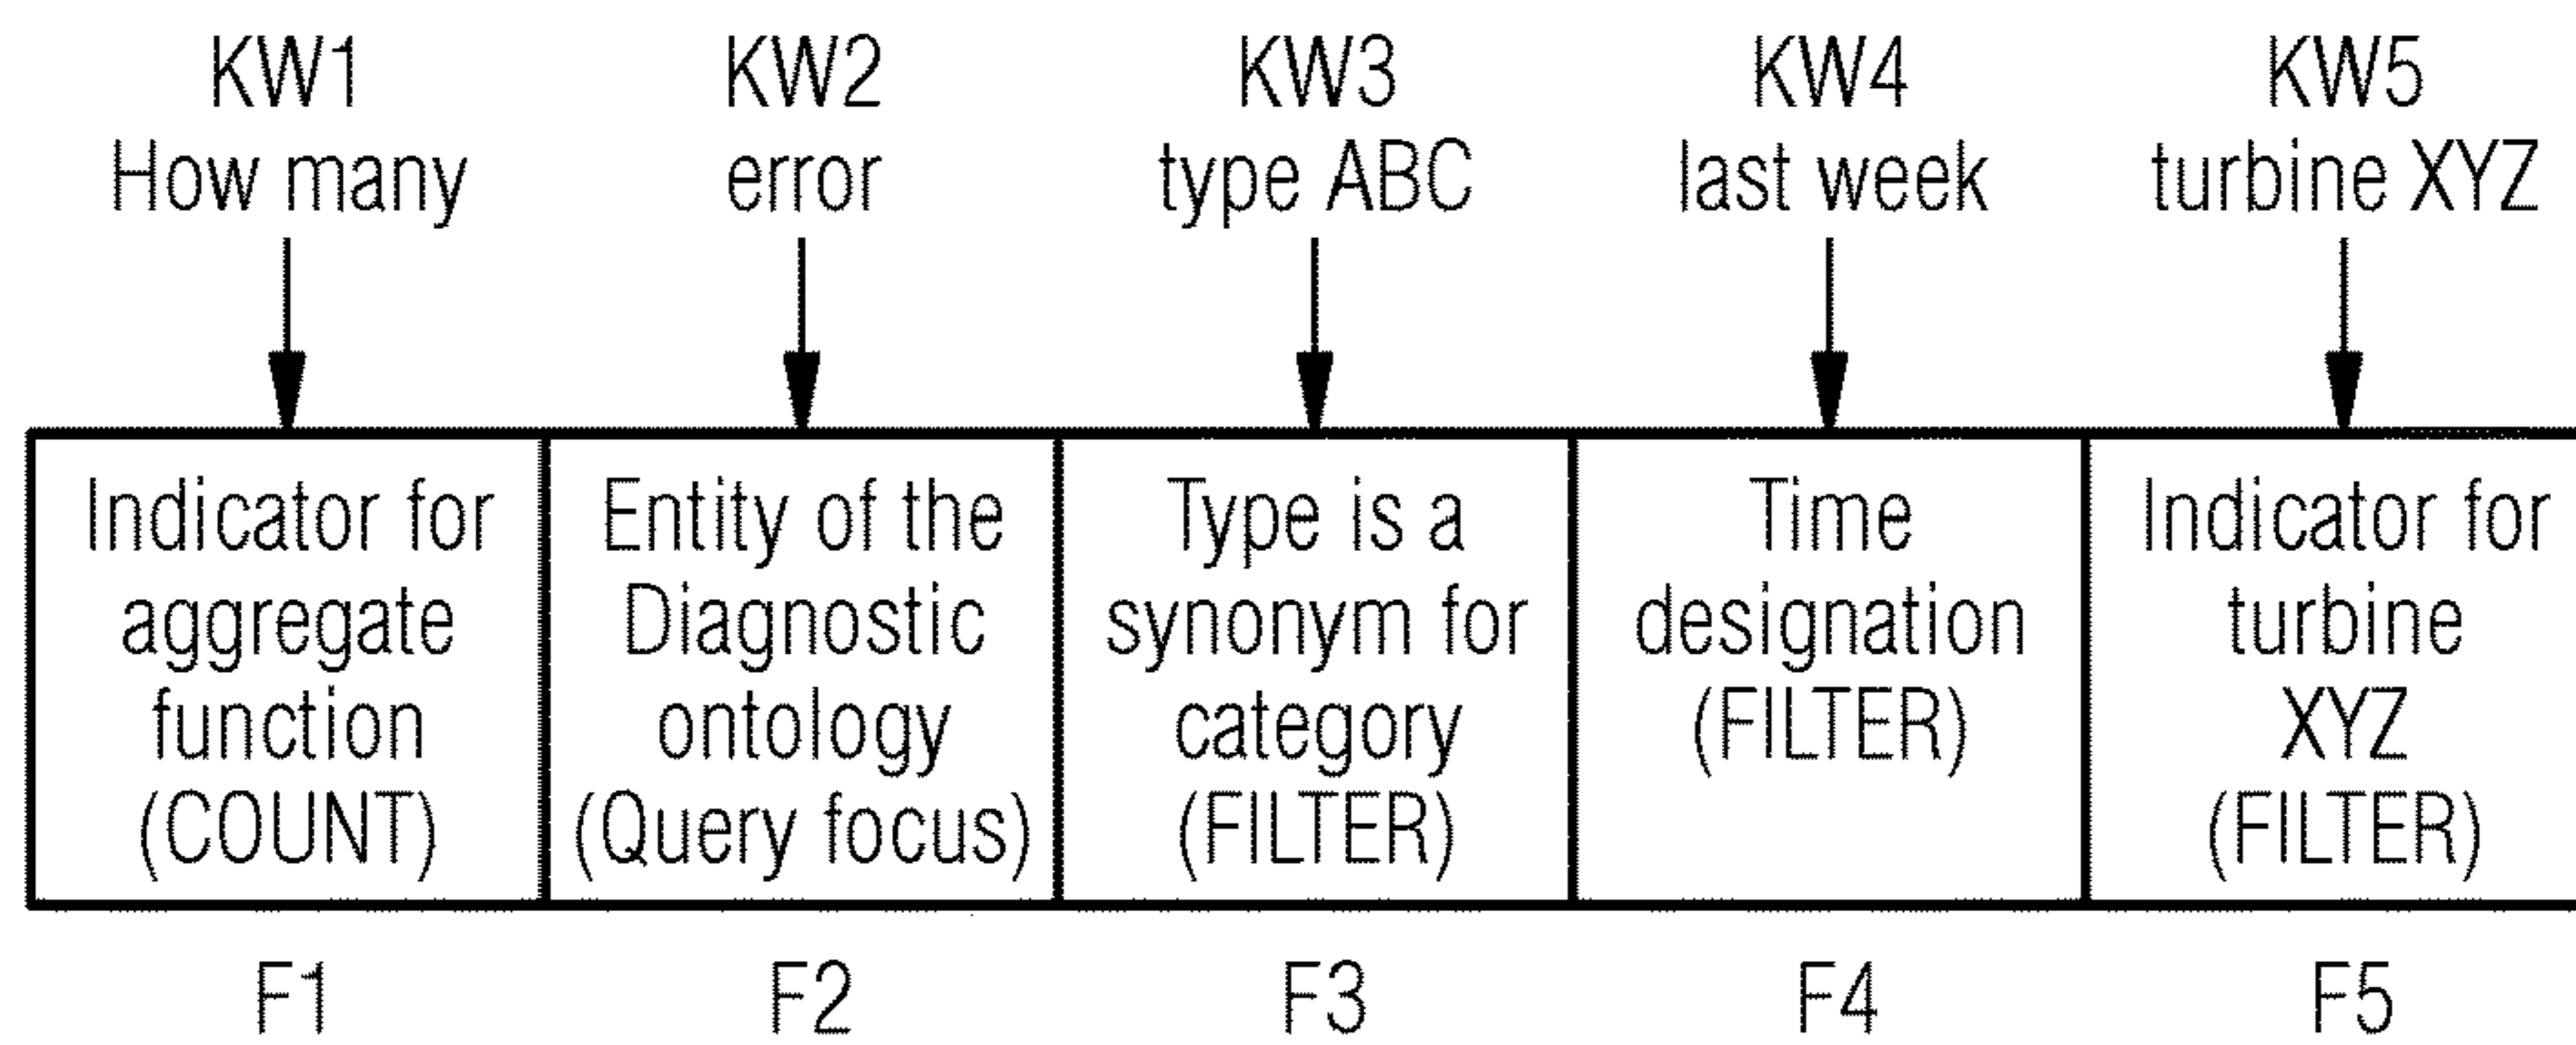 KW1 KW2 KW3 KW4 KW5
How many error type ABC last week turbine XYZ
Indicator for Entity of the Type is a Time Indicator for
aggregate Diagnostic synonym for designation turbine
function ontology category (FILTER) XYZ
(COUNT) (Query focus) (FILTER) (FILTER)
F1 F2 F3 F4 F5